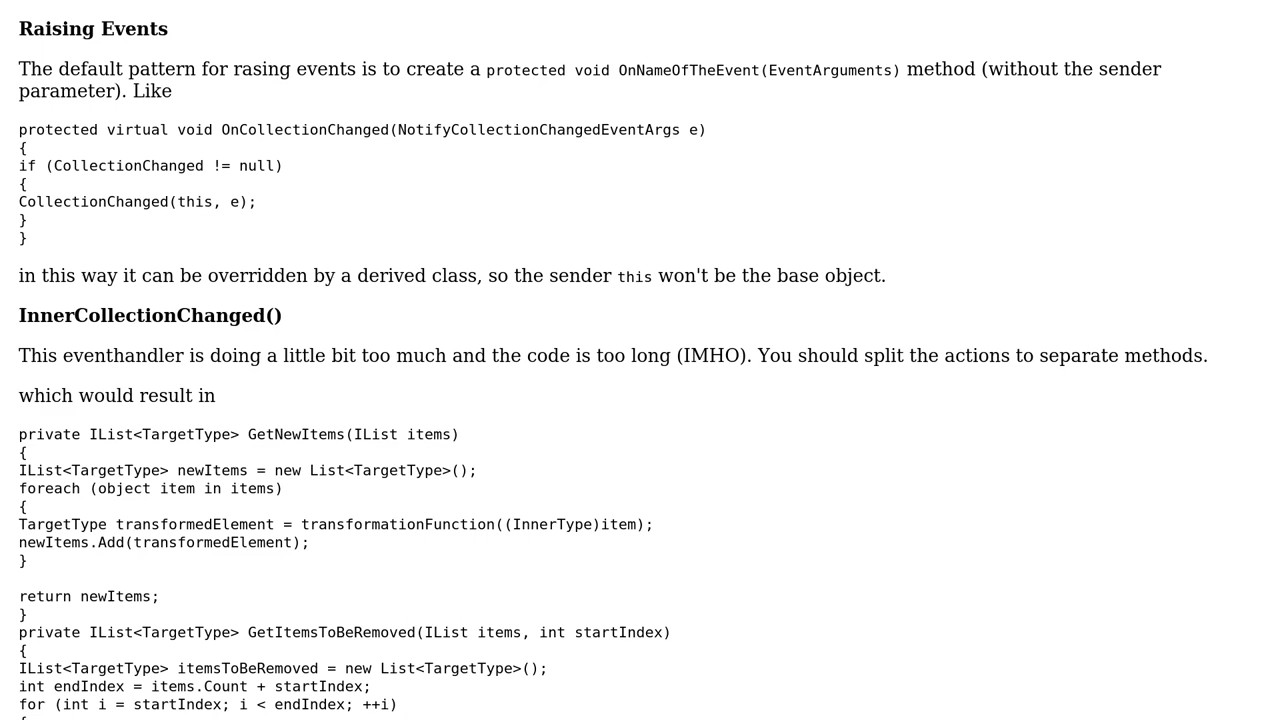 Raising Events
The default pattern for rasing events is to create a protected void OnNameOfTheEvent(EventArguments) method (without the sender
parameter). Like
protected virtual void OnCollectionChanged(NotifyCollectionChangedEventArgs e)
{
if (CollectionChanged != null)
{
CollectionChanged(this, e);
}
}
in this way it can be overridden by a derived class, so the sender this won't be the base object.
InnerCollectionChanged()
This eventhandler is doing a little bit too much and the code is too long (IMHO). You should split the actions to separate methods.
which would result in
private IList<TargetType> GetNewItems(IList items)
{
IList<TargetType> newItems = new List<TargetType>();
foreach (object item in items)
{
TargetType transformedElement = transformationFunction((InnerType)item);
newItems.Add(transformedElement);
}
return newItems;
}
private IList<TargetType> GetItemsToBeRemoved(IList items, int startIndex)
{
IList<TargetType> itemsToBeRemoved = new List<TargetType>();
int endIndex = items.Count + startIndex;
for (int i = startIndex; i < endIndex; ++i)
{